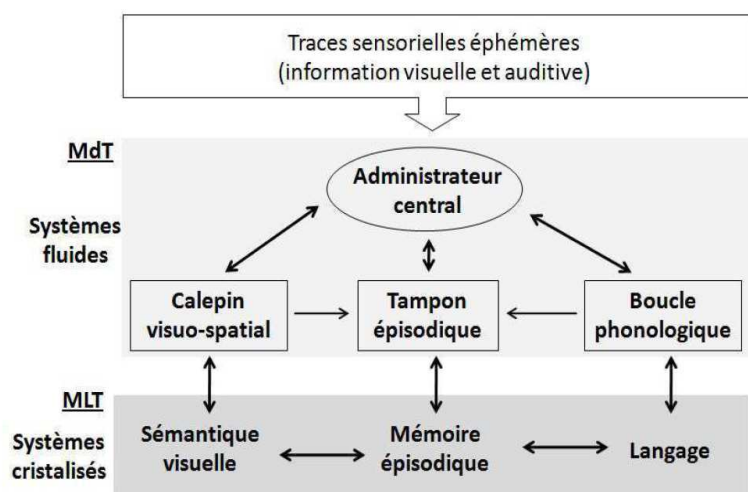 Traces sensorielles éphémères
(information visuelle et auditive)
MdT
Administrateur
central
Systèmes
fluides
Calepin
visuo-spatial
Tampon
épisodique
Boucle
phonologique
MLT
Systèmes
cristalisés
Sémantique
visuelle
Mémoire
épisodique
Langage